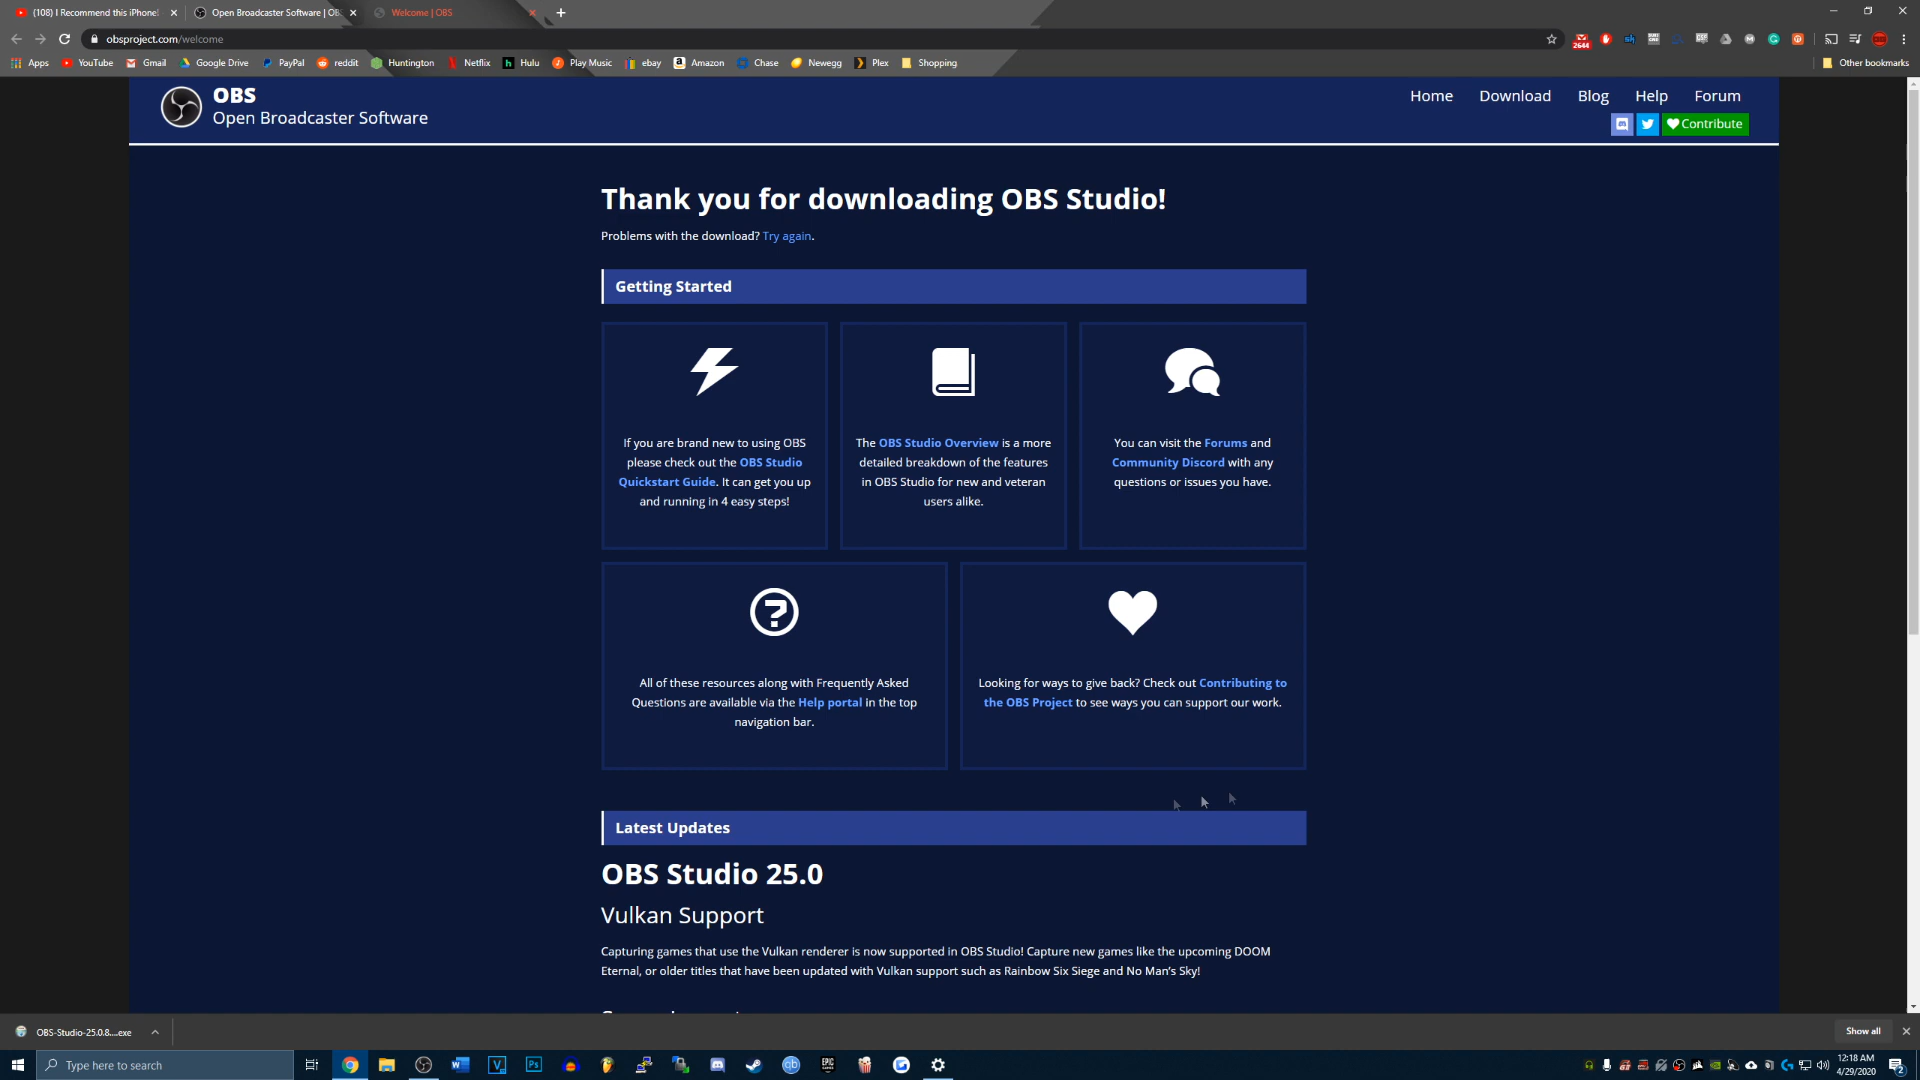 (108) I Recommend this iPhone!
Open Broadcaster Software | OB
Welcome | OBS
obsproject.com/welcome
2644
Apps
YouTube
Gmail
Google Drive
PayPal
reddit
Huntington
Netflix
Hulu
Play Music
ebay
Amazon
Chase
Newegg
Plex
Shopping
Other bookmarks
OBS
Open Broadcaster Software
Home
Download
Blog
Help
Forum
Contribute
Thank you for downloading OBS Studio!
Problems with the download? Try again.
Getting Started
If you are brand new to using OBS
please check out the OBS Studio
Quickstart Guide. It can get you up
and running in 4 easy steps!
The OBS Studio Overview is a more
detailed breakdown of the features
in OBS Studio for new and veteran
users alike.
You can visit the Forums and
Community Discord with any
questions or issues you have.
All of these resources along with Frequently Asked
Questions are available via the Help portal in the top
navigation bar.
Looking for ways to give back? Check out Contributing to
the OBS Project to see ways you can support our work.
Latest Updates
OBS Studio 25.0
Vulkan Support
Capturing games that use the Vulkan renderer is now supported in OBS Studio! Capture new games like the upcoming DOOM
Eternal, or older titles that have been updated with Vulkan support such as Rainbow Six Siege and No Man's Sky!
OBS-Studio-25.0.8....exe
Show all
Type here to search
12:18 AM
4/29/2020